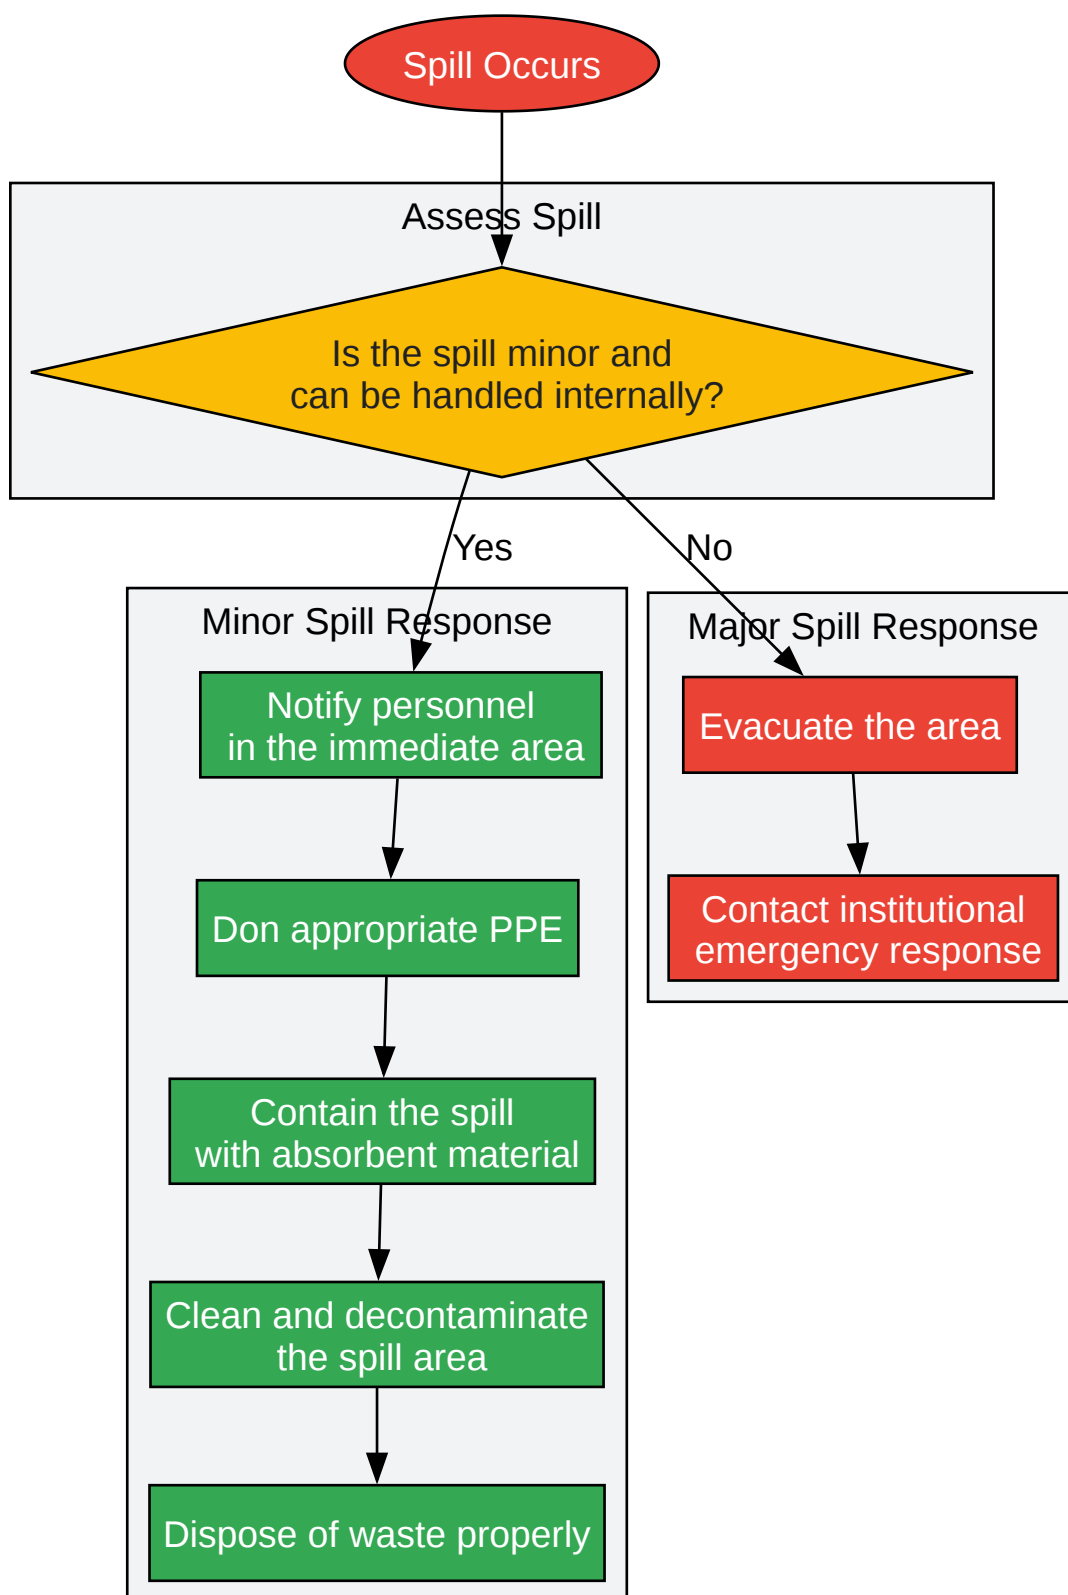 Spill Occurs
Assess Spill
Is the spill minor and
can be handled internally?
Yes
No
Minor Spill Response
Notify personnel
in the immediate area
Don appropriate PPE
Contain the spill
with absorbent material
Clean and decontaminate
the spill area
Dispose of waste properly
Major Spill Response
Evacuate the area
Contact institutional
emergency response